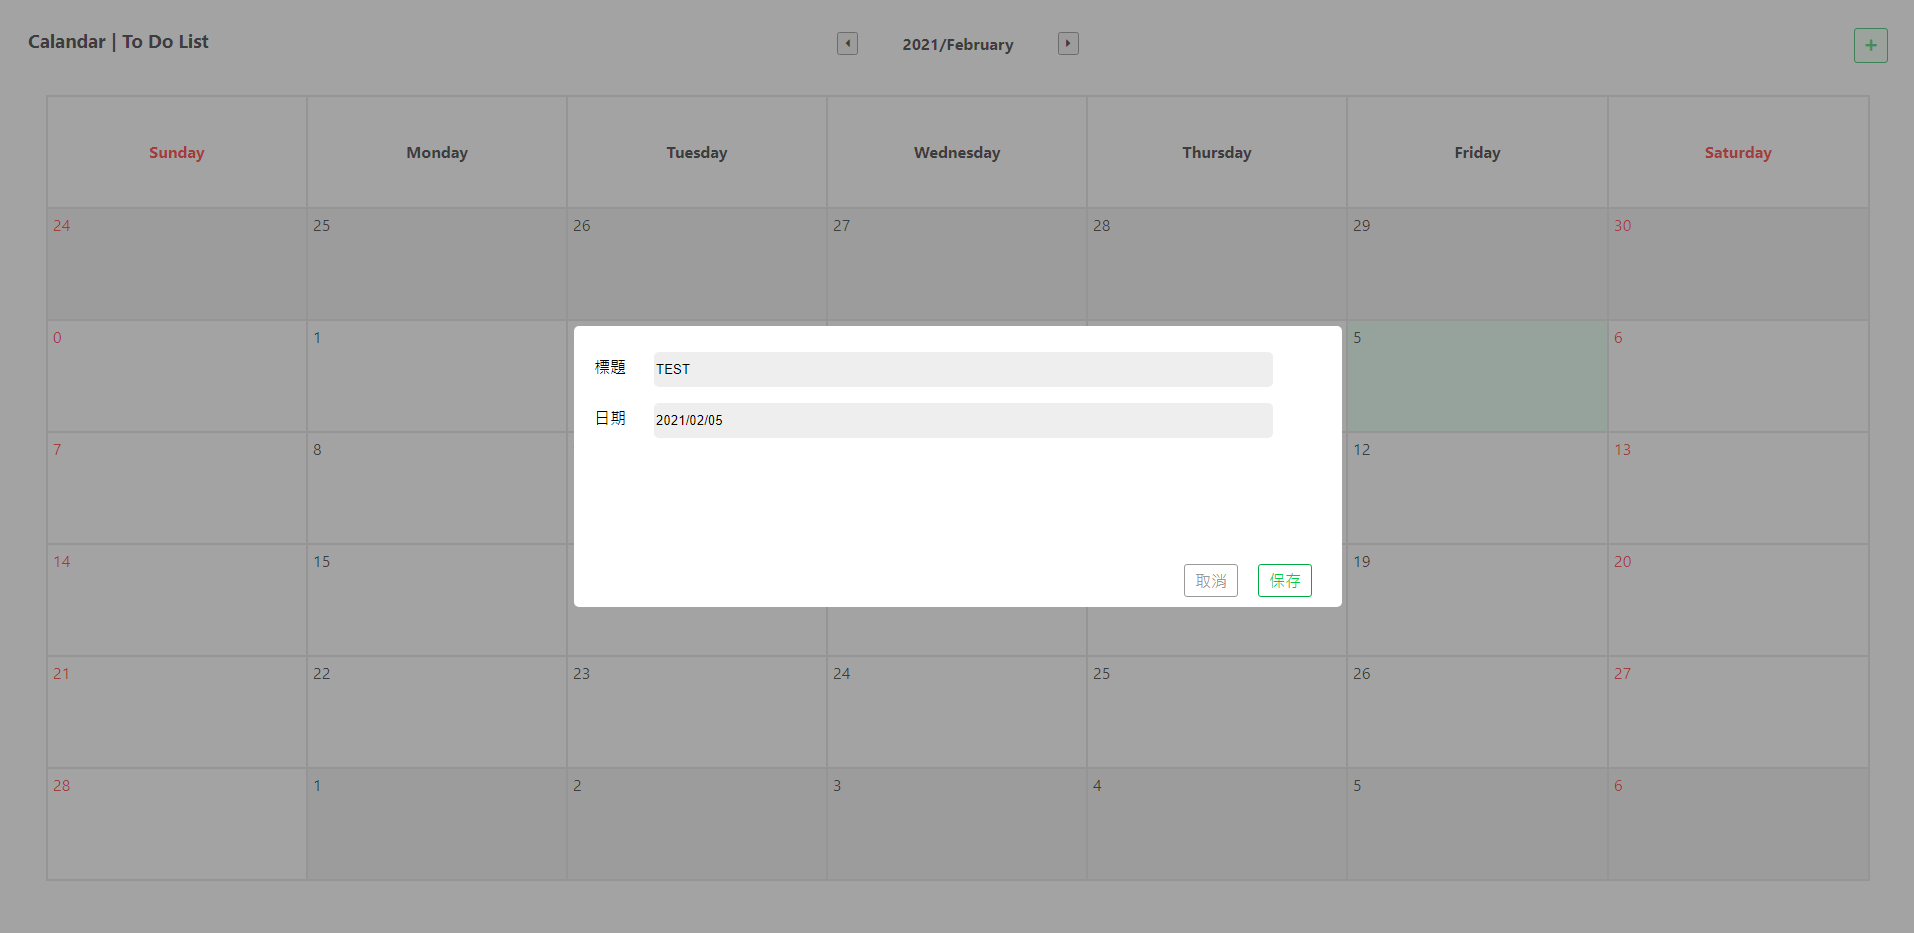 Calandar | To Do List
2021/February
+
Sunday Monday Tuesday Wednesday Thursday Friday Saturday
24 25 26 27 28 29 30
0 1 5 6
標題 TEST
日期 2021/02/05
7 8 12 13
14 15 19 20
取消 保存
21 22 23 24 25 26 27
28 1 2 3 4 5 6